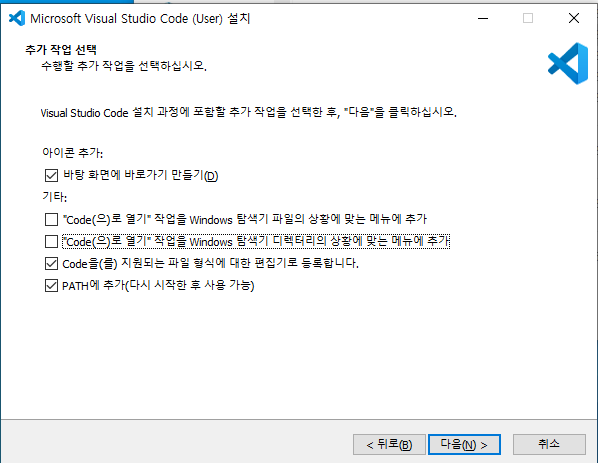 Microsoft Visual Studio Code (User) 설치
추가 작업 선택
수행할 추가 작업을 선택하십시오.
Visual Studio Code 설치 과정에 포함할 추가 작업을 선택한 후, "다음"을 클릭하십시오.
아이콘 추가:
바탕 화면에 바로가기 만들기(D)
기타:
"Code(으)로 열기" 작업을 Windows 탐색기 파일의 상황에 맞는 메뉴에 추가
"Code(으)로 열기" 작업을 Windows 탐색기 디렉터리의 상황에 맞는 메뉴에 추가
Code을(를) 지원되는 파일 형식에 대한 편집기로 등록합니다.
PATH에 추가(다시 시작한 후 사용 가능)
< 뒤로(B) 다음(N) > 취소